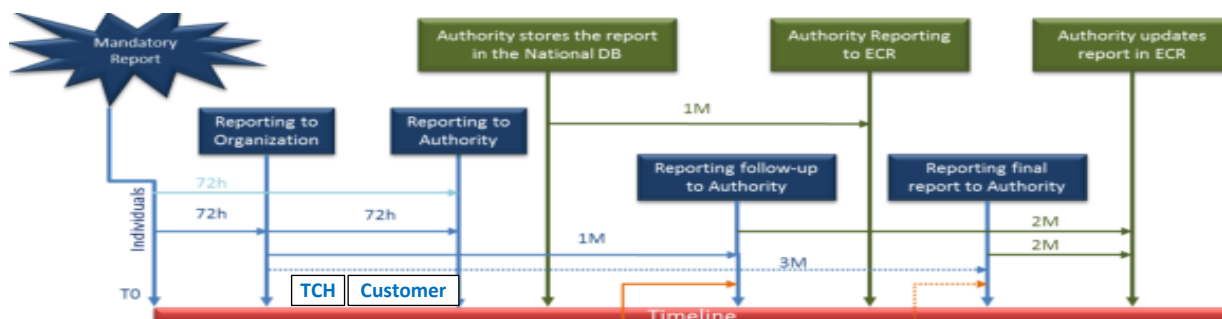 Mandatory
Report
Authority stores the report
in the National DB
Authority Reporting
to ECR
Authority updates
report in ECR
1M
Reporting to
Organization
Reporting to
Authority
Reporting follow-up
to Authority
Reporting final
report to Authority
Individuals
72h
72h
72h
2M
1M
2M
3M
T0
TCH
Customer
Timeline